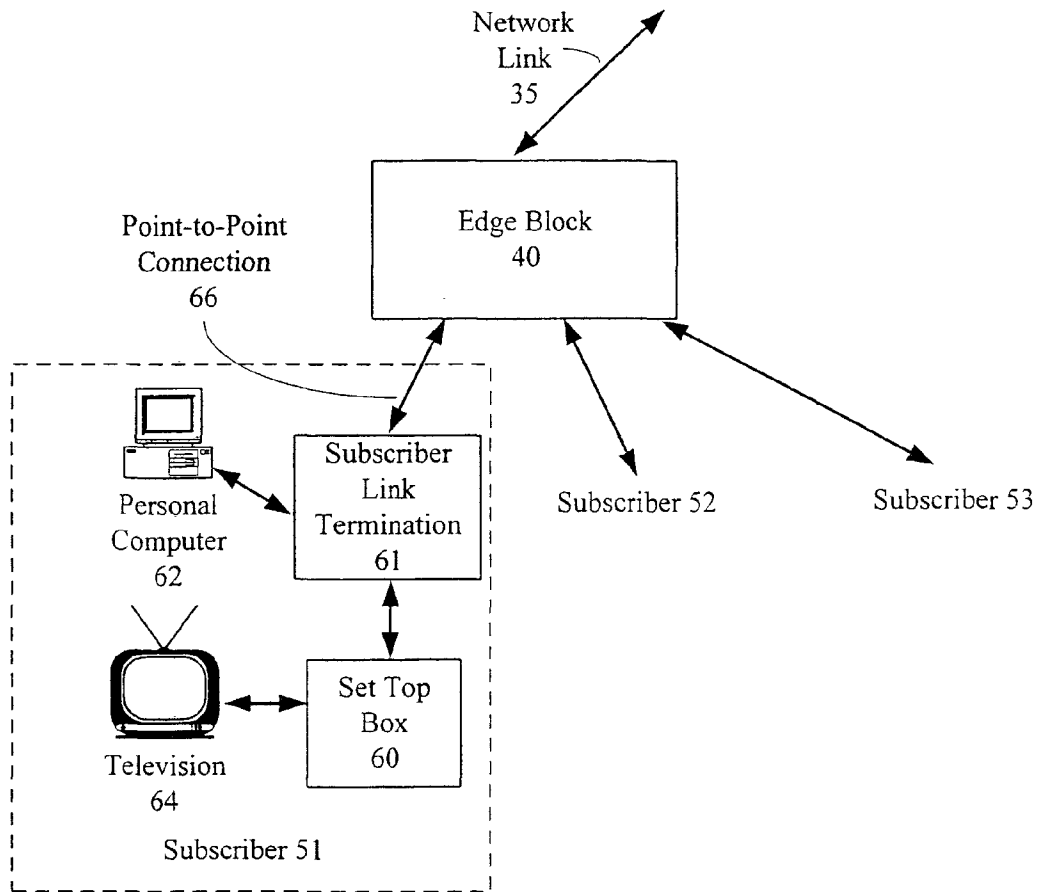 Network
Link
35
Edge Block
40
Point-to-Point
Connection
66
Subscriber
Link
Termination
61
Personal
Computer
62
Subscriber 52
Subscriber 53
Set Top
Box
60
Television
64
Subscriber 51